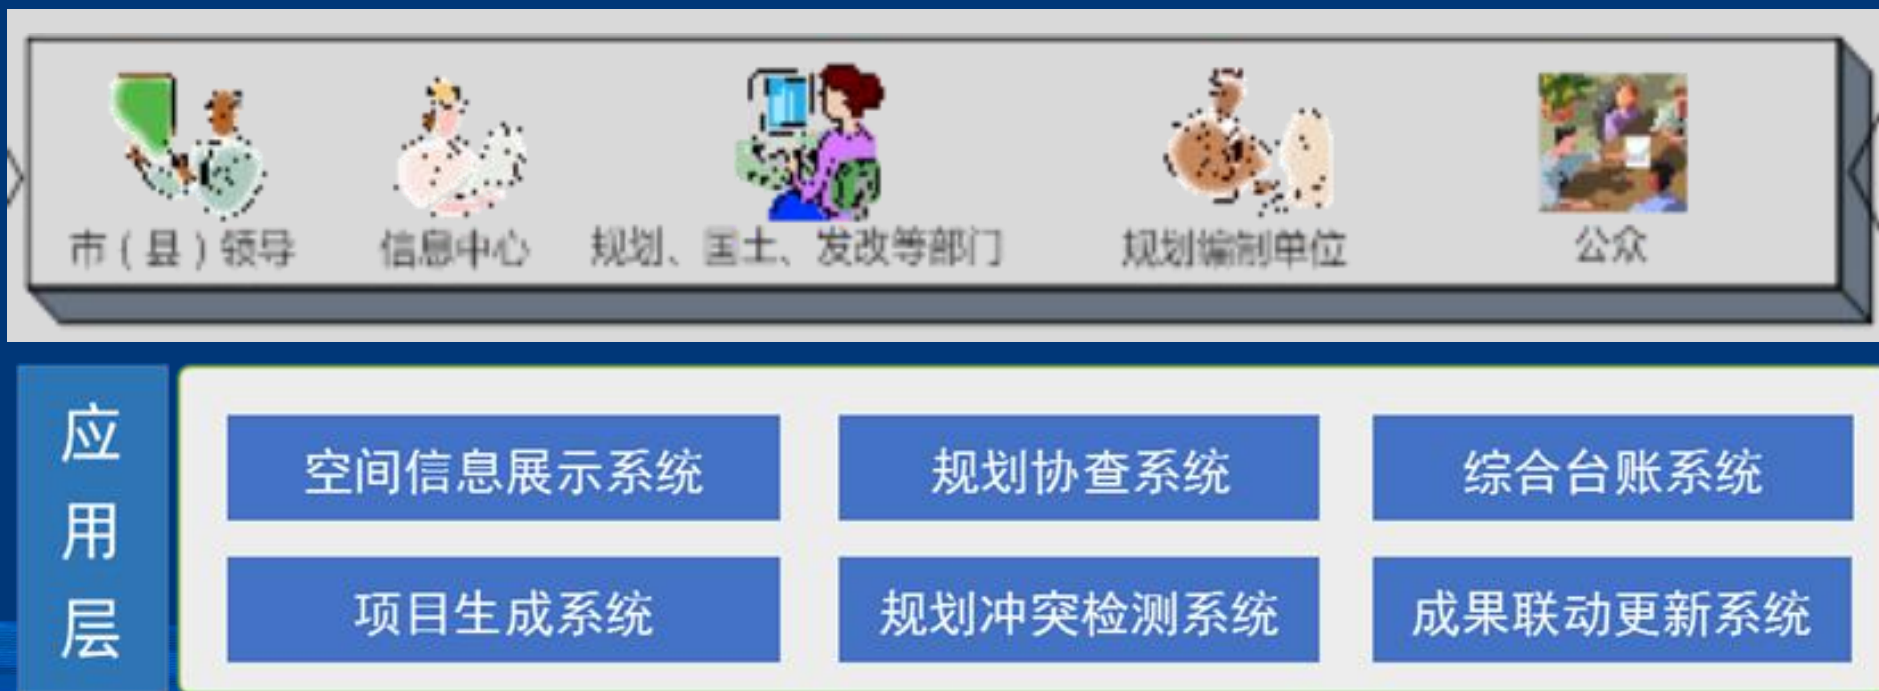 市（县）领导
信息中心
规划、国土、发改等部门
规划编制单位
公众
应用层
空间信息展示系统
规划协查系统
综合台账系统
项目生成系统
规划冲突检测系统
成果联动更新系统